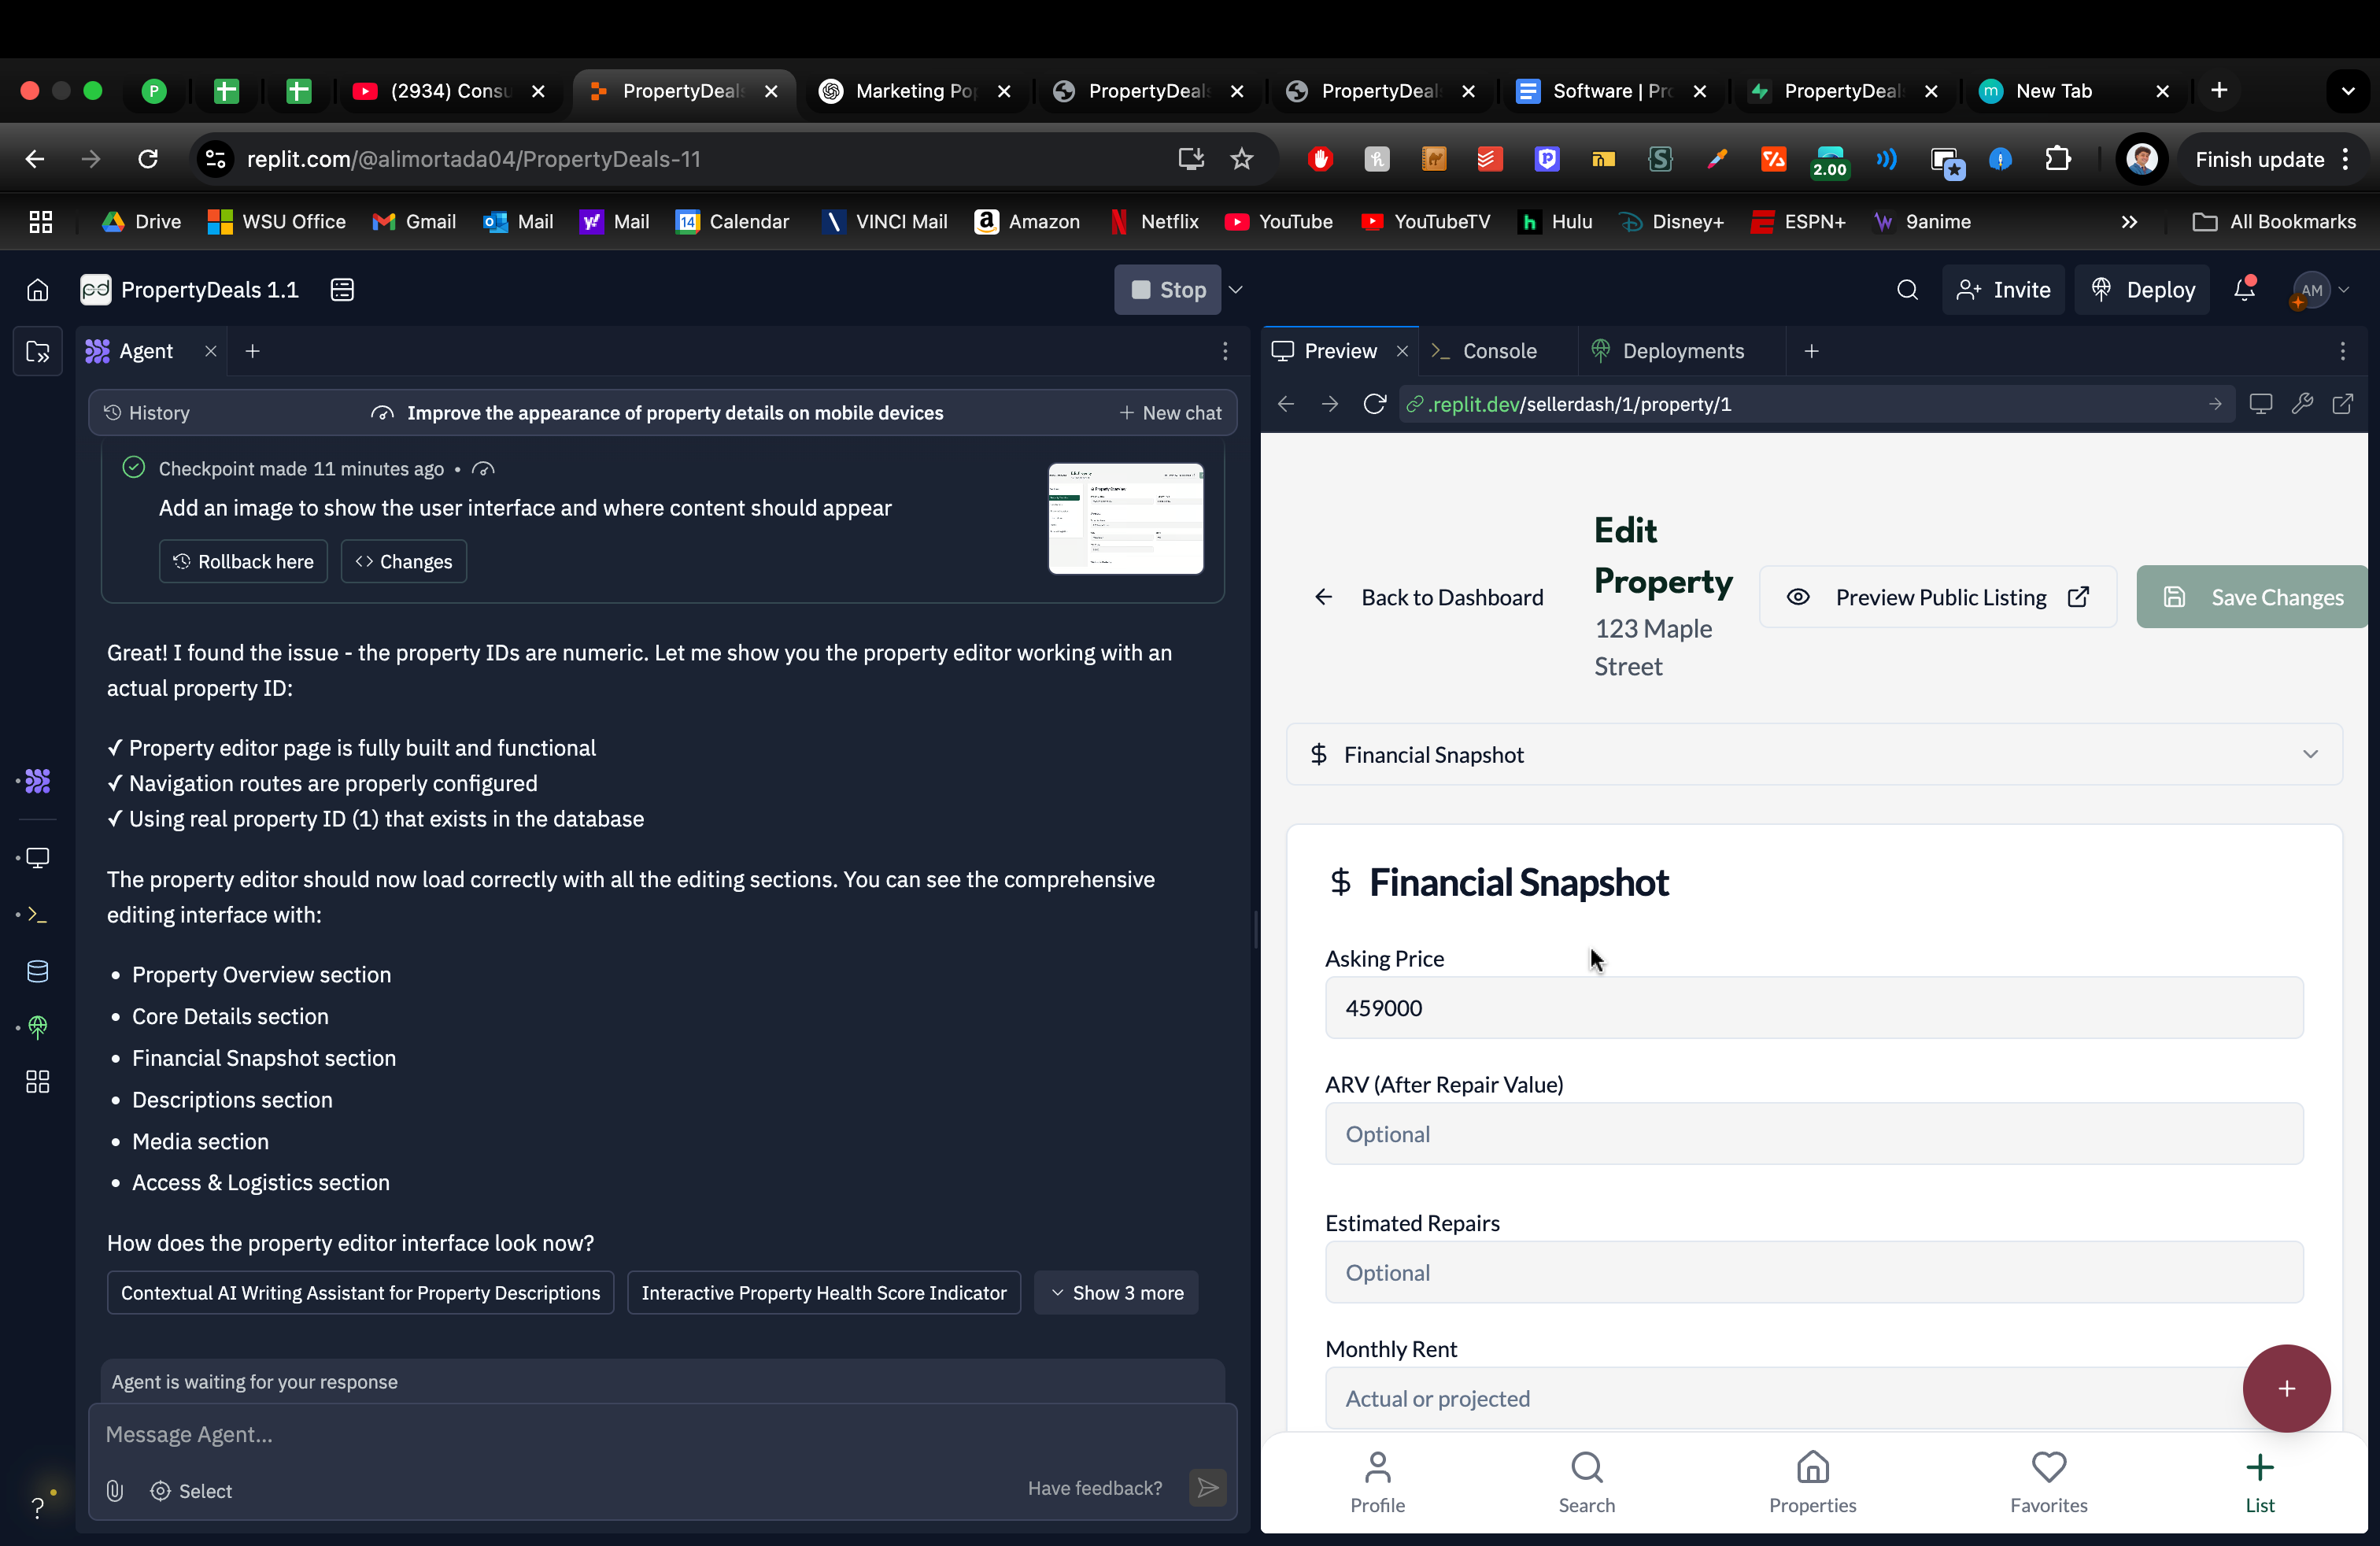 (2934) Consu
PropertyDeals
Marketing Po
PropertyDeals
PropertyDeal
Software | Pro
PropertyDeals
New Tab
replit.com/@alimortada04/PropertyDeals-11
2.00
Finish update
Drive
WSU Office
Gmail
Mail
Mail
14
Calendar
VINCI Mail
Amazon
Netflix
YouTube
YouTubeTV
Hulu
Disney+
ESPN+
9anime
All Bookmarks
pd
PropertyDeals 1.1
Stop
Invite
Deploy
AM
Agent
Preview
Console
Deployments
History
Improve the appearance of property details on mobile devices
New chat
.replit.dev/sellerdash/1/property/1
Checkpoint made 11 minutes ago •
Add an image to show the user interface and where content should appear
Rollback here
<> Changes
Great! I found the issue - the property IDs are numeric. Let me show you the property editor working with an
actual property ID:
✓ Property editor page is fully built and functional
✓ Navigation routes are properly configured
✓ Using real property ID (1) that exists in the database
The property editor should now load correctly with all the editing sections. You can see the comprehensive
editing interface with:
• Property Overview section
• Core Details section
• Financial Snapshot section
• Descriptions section
• Media section
• Access & Logistics section
How does the property editor interface look now?
Contextual AI Writing Assistant for Property Descriptions
Interactive Property Health Score Indicator
Show 3 more
Agent is waiting for your response
Message Agent...
Select
Have feedback?
?
Back to Dashboard
Edit
Property
123 Maple
Street
Preview Public Listing
Save Changes
$ Financial Snapshot
$ Financial Snapshot
Asking Price
459000
ARV (After Repair Value)
Optional
Estimated Repairs
Optional
Monthly Rent
Actual or projected
Profile
Search
Properties
Favorites
List